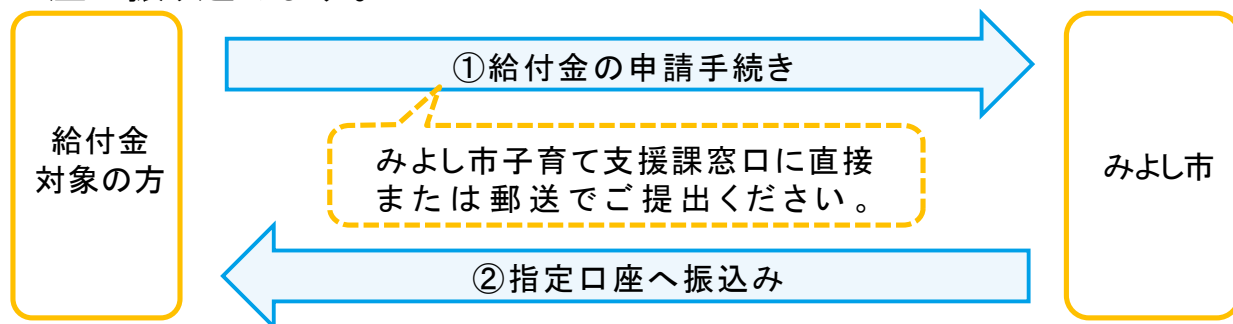 ①給付金の申請手続き
給付金
対象の方
みよし市子育て支援課窓口に直接
または郵送でご提出ください。
みよし市
②指定口座へ振込み